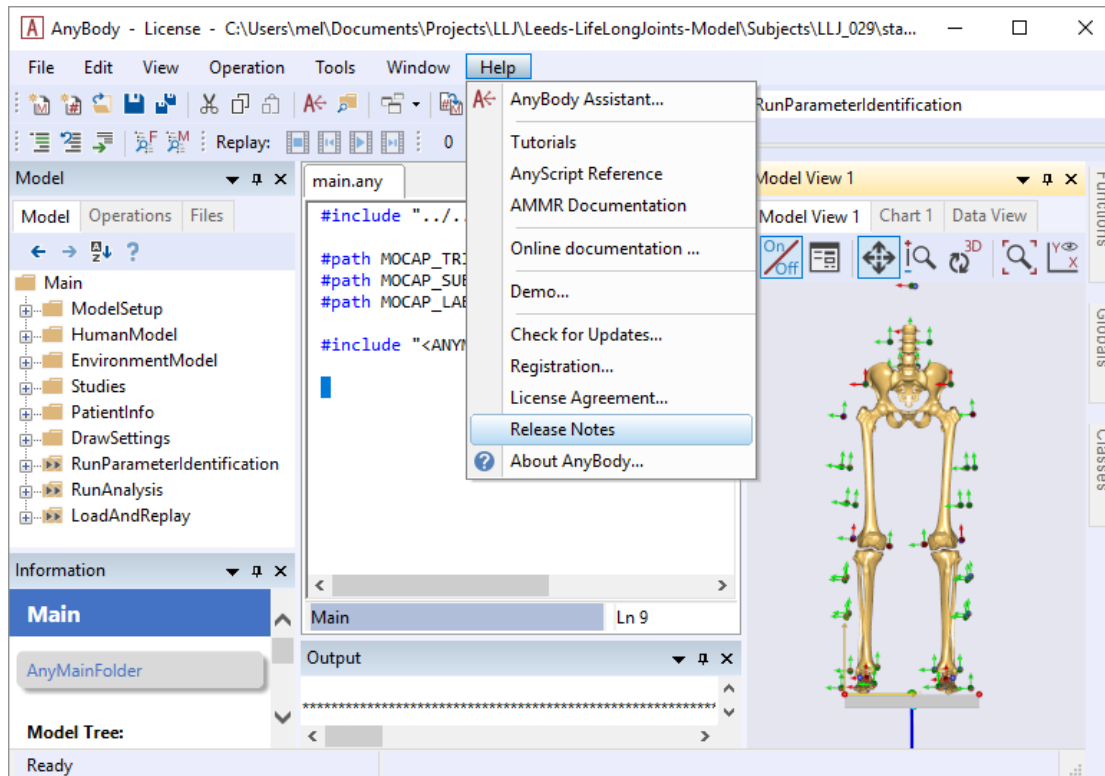 AnyBody - License - C:\Users\mel\Documents\Projects\LLJ\Leeds-LifeLongJoints-Model\Subjects\LLJ_029\sta...
File Edit View Operation Tools Window Help
RunParameterIdentification
Replay: 0
AnyBody Assistant...
Tutorials
AnyScript Reference
AMMR Documentation
Online documentation ...
Demo...
Check for Updates...
Registration...
License Agreement...
Release Notes
About AnyBody...
Model
Model Operations Files
Main
ModelSetup
HumanModel
EnvironmentModel
Studies
PatientInfo
DrawSettings
RunParameterIdentification
RunAnalysis
LoadAndReplay
Information
Main
AnyMainFolder
Model Tree:
Ready
main.any
#include "../..
#path MOCAP_TRI
#path MOCAP_SUB
#path MOCAP_LAB
#include "<ANYM
Main Ln 9
Output
**********************************************************
Model View 1
Model View 1 Chart 1 Data View
On/Off
3D
Y
X
Functions
Globals
Classes